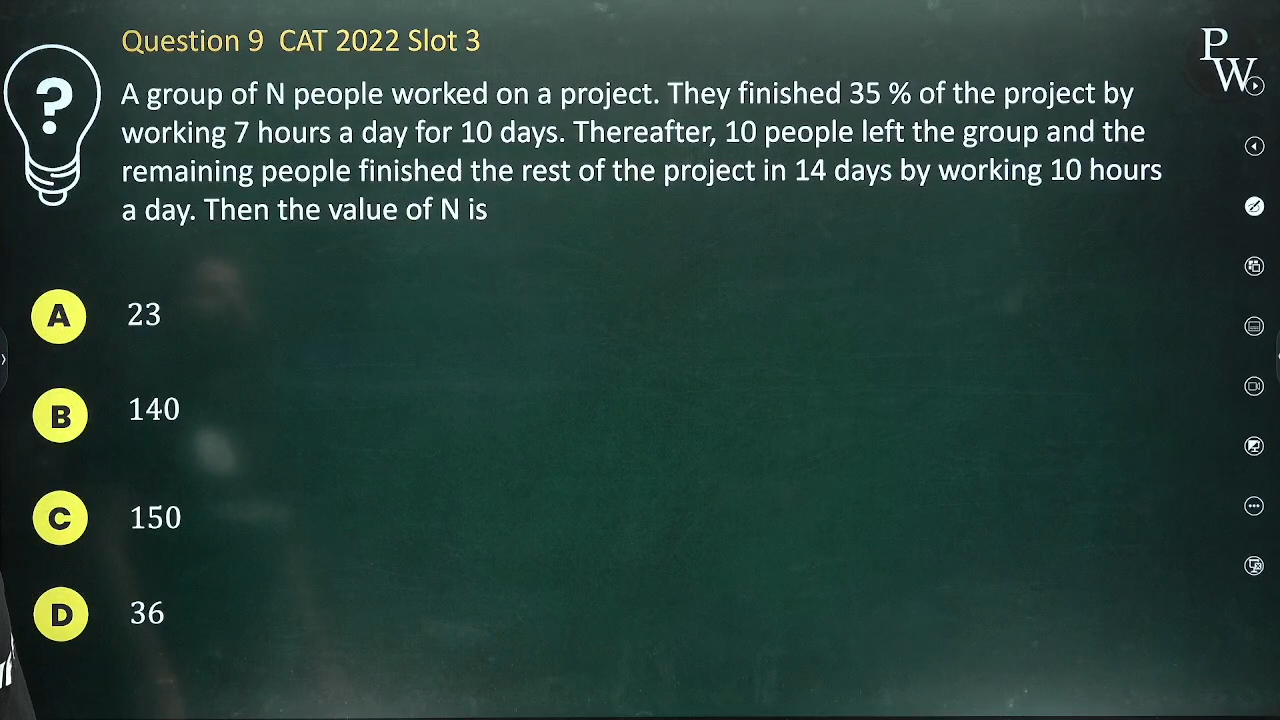 Question 9 CAT 2022 Slot 3
PW
A group of N people worked on a project. They finished 35 % of the project by
working 7 hours a day for 10 days. Thereafter, 10 people left the group and the
remaining people finished the rest of the project in 14 days by working 10 hours
a day. Then the value of N is
?
A 23
B 140
C 150
D 36